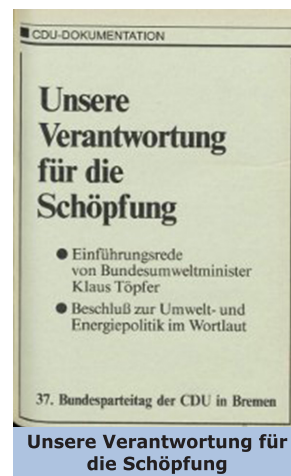 CDU-DOKUMENTATION
Unsere
Verantwortung
für die
Schöpfung
● Einführungsrede
von Bundesumweltminister
Klaus Töpfer
● Beschluß zur Umwelt- und
Energiepolitik im Wortlaut
37. Bundesparteitag der CDU in Bremen
Unsere Verantwortung für
die Schöpfung